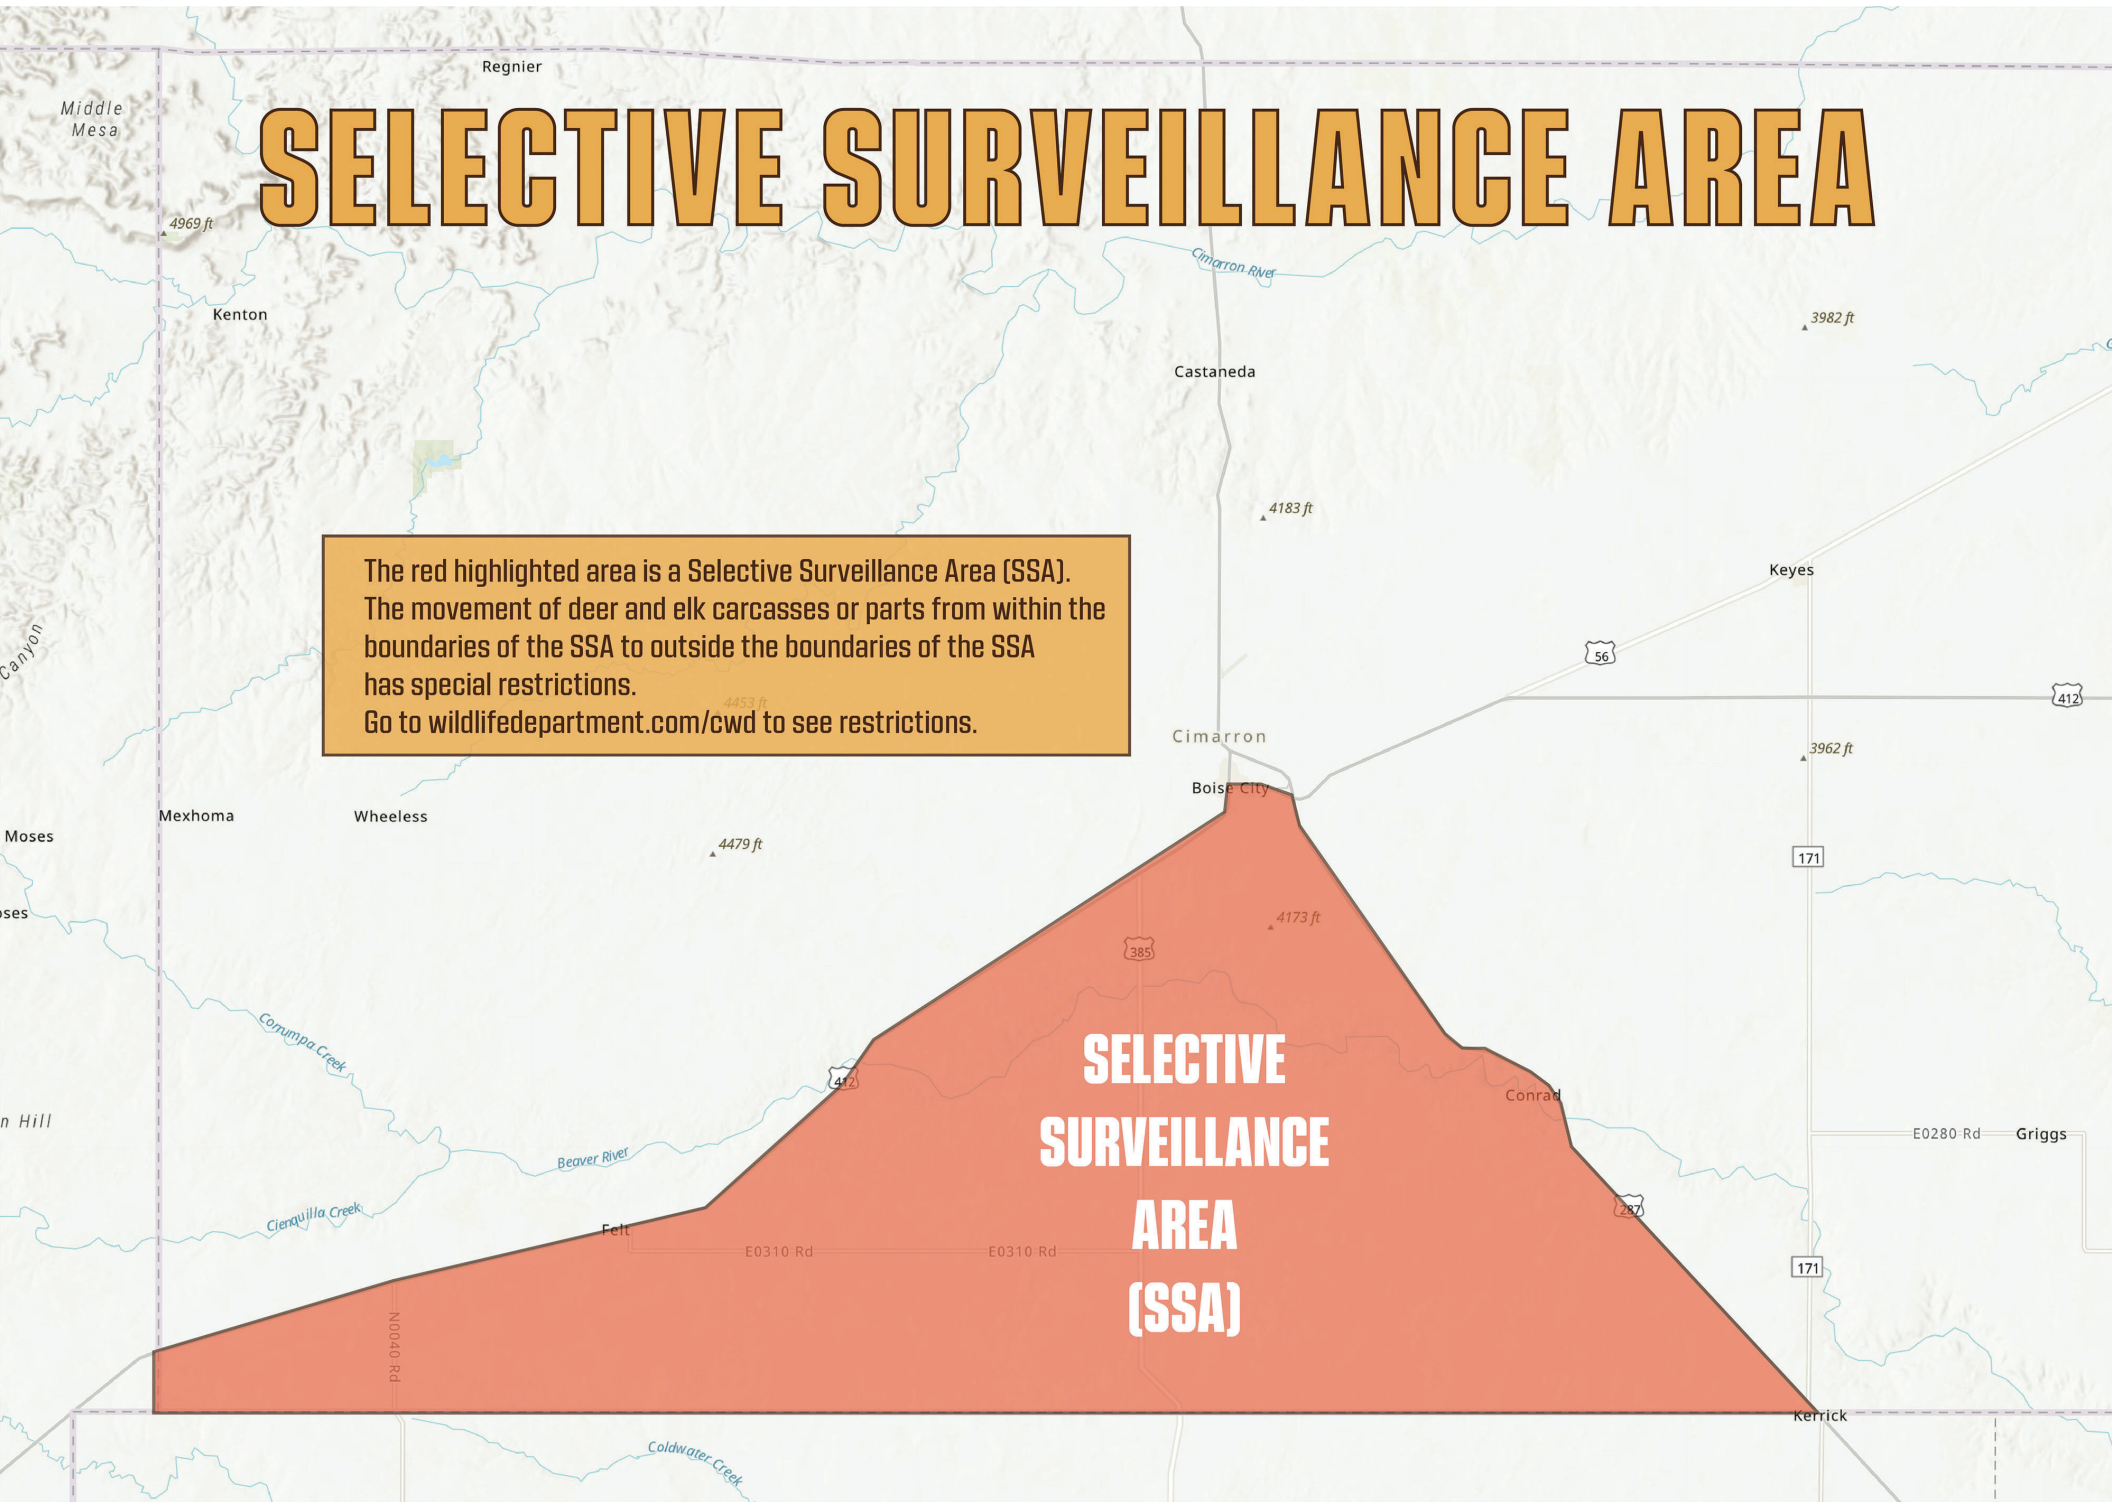 Regnier
Middle
Mesa
SELECTIVE SURVEILLANCE AREA
4969 ft
Cimarron River
Kenton
3982 ft
Castaneda
4183 ft
Keyes
The red highlighted area is a Selective Surveillance Area (SSA).
The movement of deer and elk carcasses or parts from within the
boundaries of the SSA to outside the boundaries of the SSA
has special restrictions.
Go to wildlifedepartment.com/cwd to see restrictions.
Canyon
56
412
4453 ft
Cimarron
3962 ft
Boise City
Mexhoma
Wheeless
Moses
4479 ft
171
oses
4173 ft
385
Corrumpa Creek
SELECTIVE
SURVEILLANCE
AREA
(SSA)
412
Conrad
n Hill
E0280 Rd
Griggs
Beaver River
Cienquilla Creek
287
Felt
E0310 Rd
E0310 Rd
171
N0040 Rd
Kerrick
Coldwater Creek